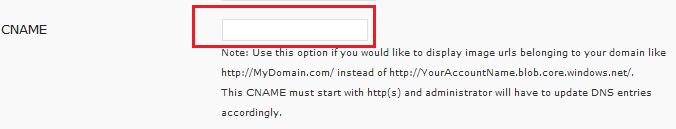 CNAME
Note: Use this option if you would like to display image urls belonging to your domain like
http://MyDomain.com/ instead of http://YourAccountName.blob.core.windows.net/.
This CNAME must start with http(s) and administrator will have to update DNS entries
accordingly.